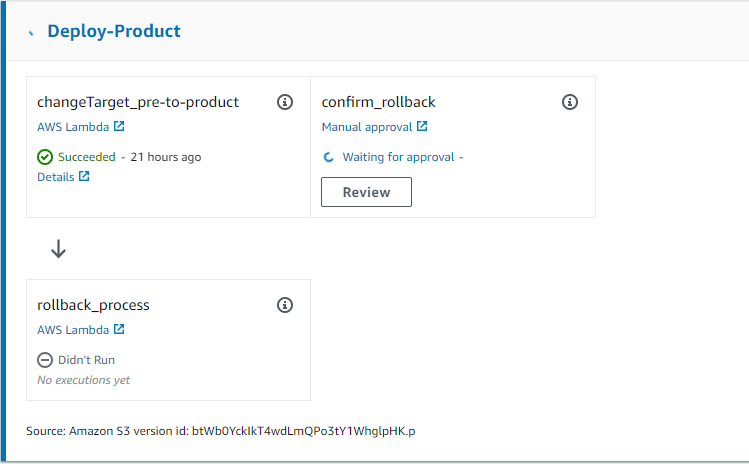 Deploy-Product
changeTarget_pre-to-product
AWS Lambda
Succeeded - 21 hours ago
Details
confirm_rollback
Manual approval
Waiting for approval -
Review
rollback_process
AWS Lambda
Didn't Run
No executions yet
Source: Amazon S3 version id: btWb0YckIkT4wdLmQPo3tY1WhglpHK.p